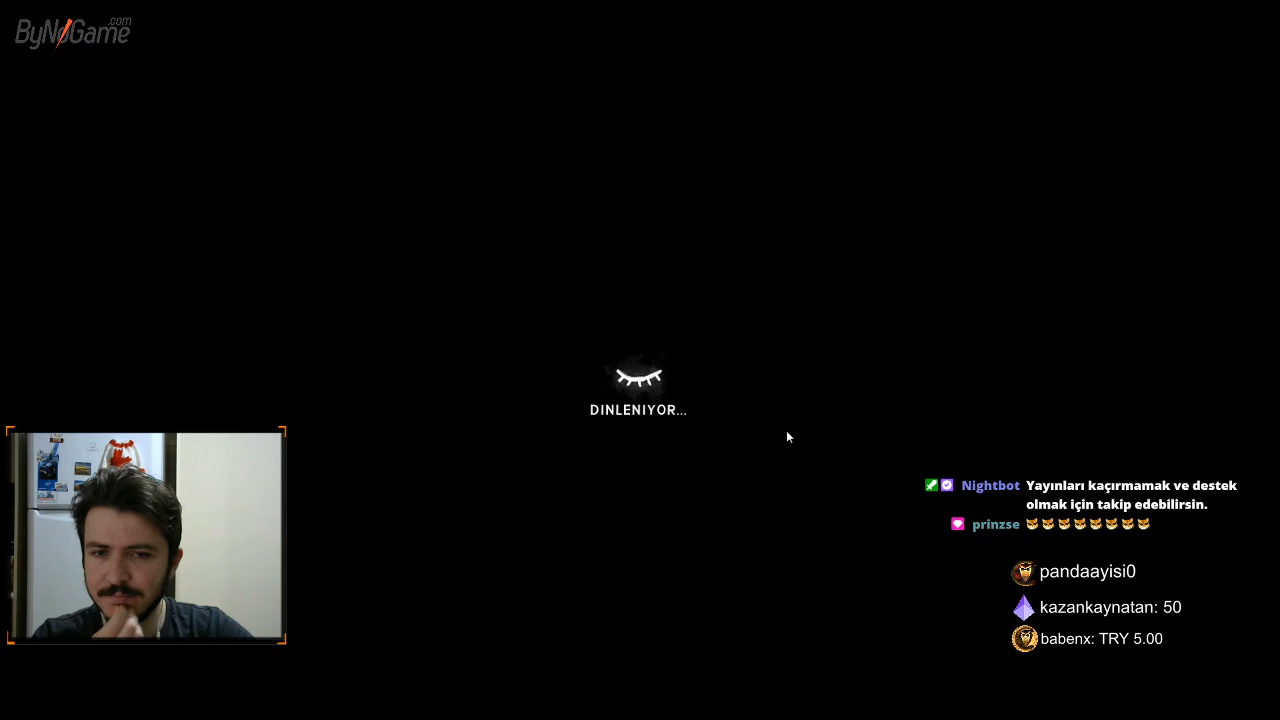 ByNoGame.com
DINLENIYOR...
Nightbot Yayınları kaçırmamak ve destek
olmak için takip edebilirsin.
prinzse
pandaayisi0
kazankaynatan: 50
babenx: TRY 5.00